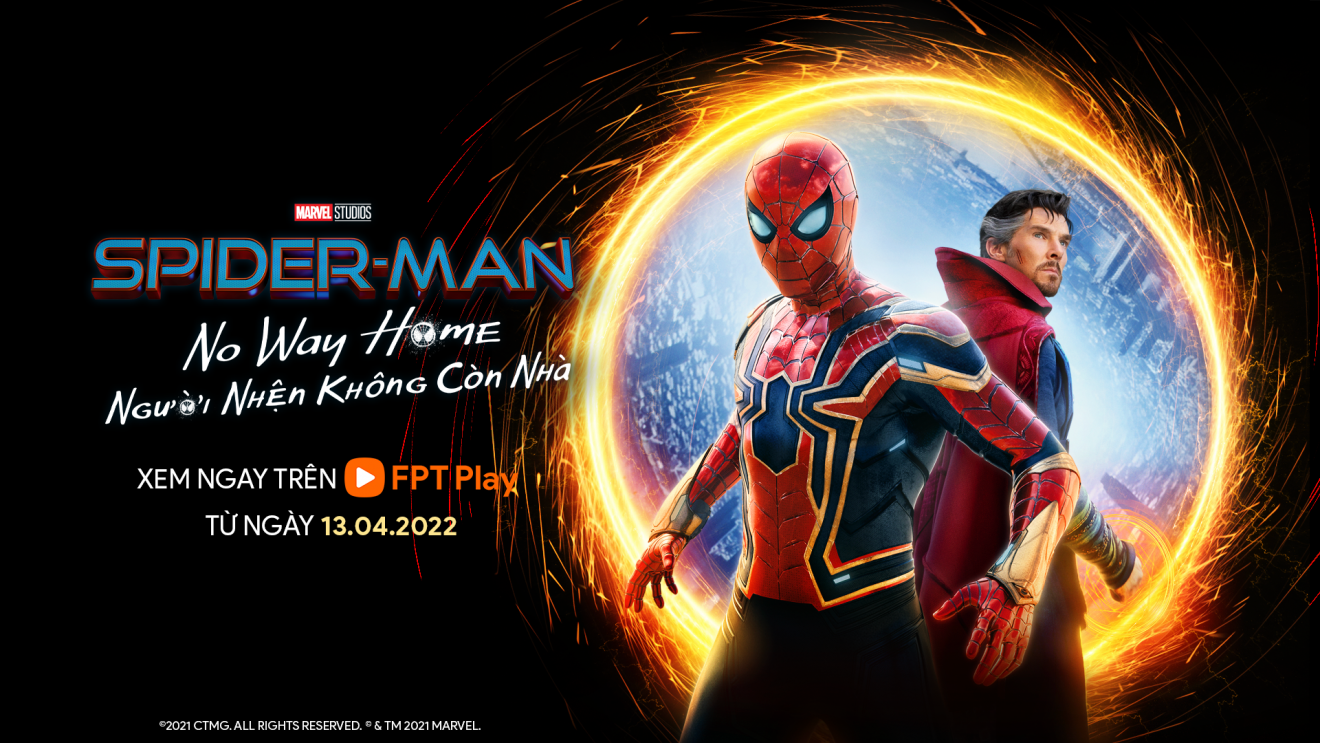 MARVEL STUDIOS
SPIDER-MAN
No Way Home
Người Nhện Không Còn Nhà
XEM NGAY TRÊN FPT Play
TỪ NGÀY 13.04.2022
©2021 CTMG. ALL RIGHTS RESERVED. © & TM 2021 MARVEL.